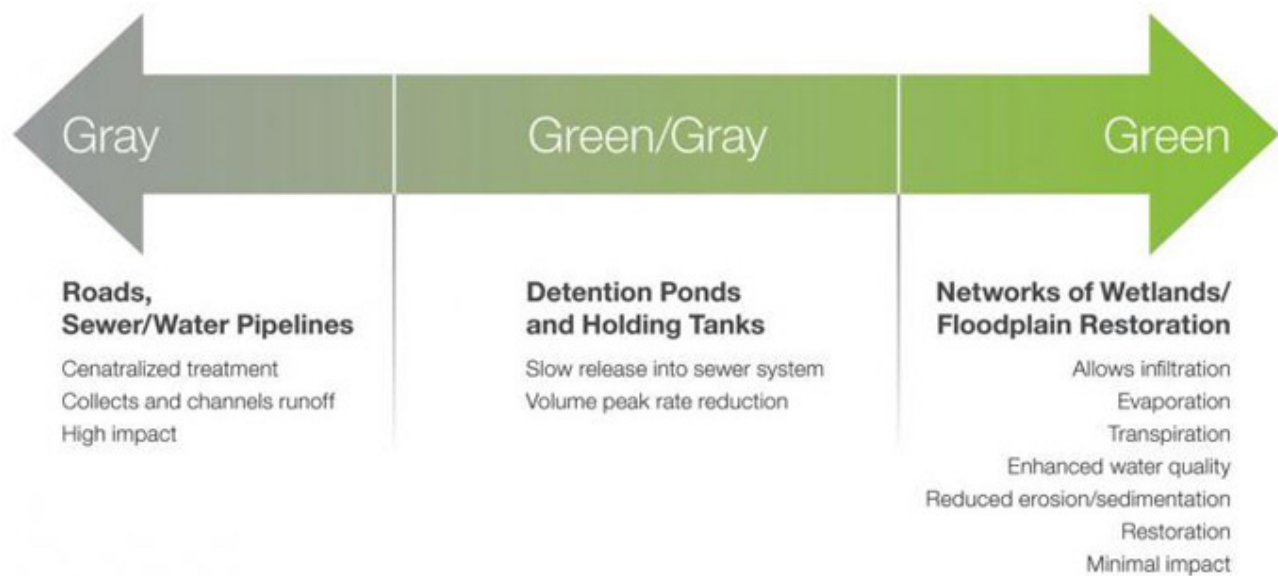 Gray
Green/Gray
Green
Roads,
Sewer/Water Pipelines
Cenatralized treatment
Collects and channels runoff
High impact
Detention Ponds
and Holding Tanks
Slow release into sewer system
Volume peak rate reduction
Networks of Wetlands/
Floodplain Restoration
Allows infiltration
Evaporation
Transpiration
Enhanced water quality
Reduced erosion/sedimentation
Restoration
Minimal impact